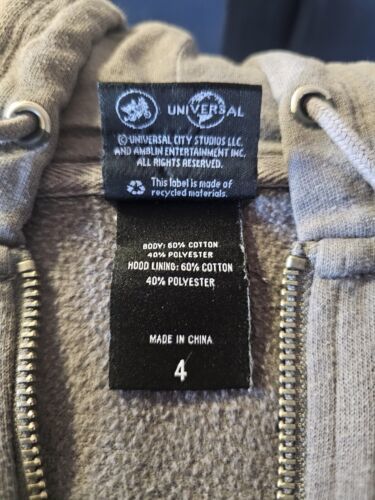 UNIVERSAL
© UNIVERSAL CITY STUDIOS LLC.
AND AMBLIN ENTERTAINMENT INC.
ALL RIGHTS RESERVED.
This label is made of
recycled materials.
BODY: 60% COTTON
40% POLYESTER
HOOD LINING: 60% COTTON
40% POLYESTER
MADE IN CHINA
4